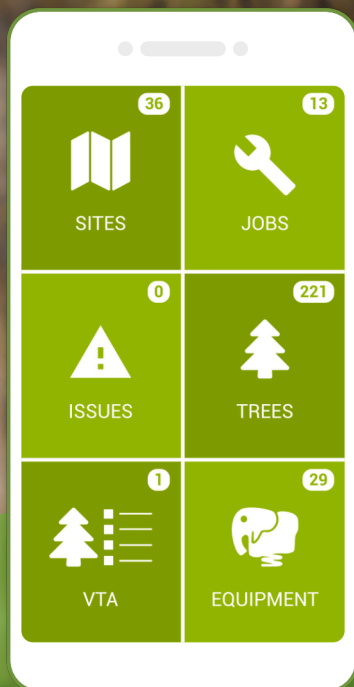 36
SITES
13
JOBS
0
ISSUES
221
TREES
1
VTA
29
EQUIPMENT